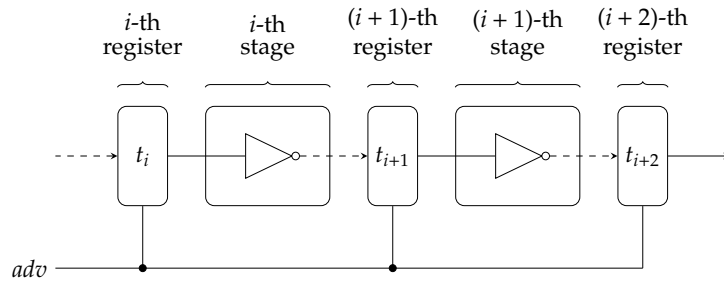 i-th register
i-th stage
(i + 1)-th register
(i + 1)-th stage
(i + 2)-th register
t_i
t_{i+1}
t_{i+2}
adv